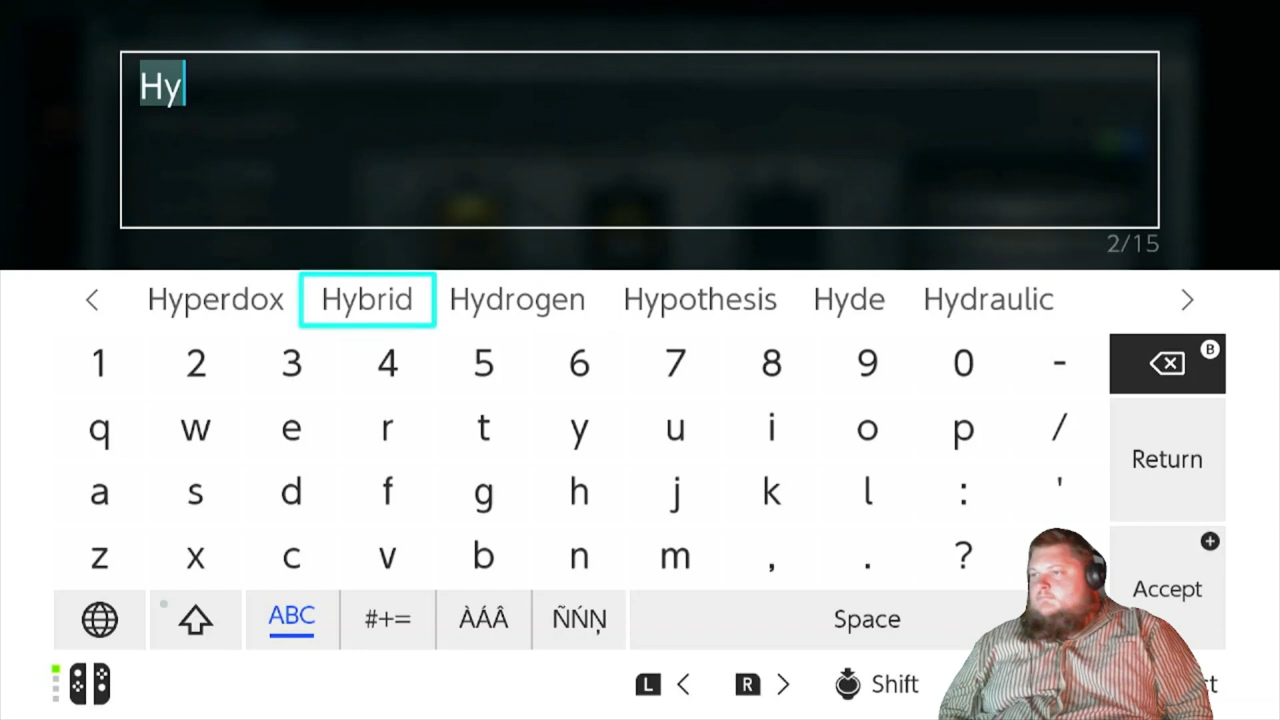 Hy
2/15
Hyperdox Hybrid Hydrogen Hypothesis Hyde Hydraulic
1 2 3 4 5 6 7 8 9 0 - B
q w e r t y u i o p /
Return
a s d f g h j k l : '
z x c v b n m , . ?
Accept
ABC #+= ÀÁÂ ÑŃŅ Space
L R Shift